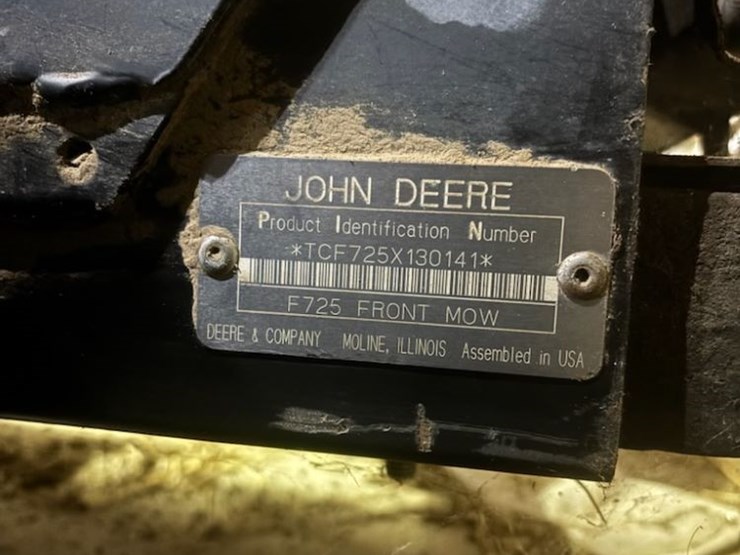 JOHN DEERE
Product Identification Number
*TCF725X130141*
F725 FRONT MOW
DEERE & COMPANY MOLINE, ILLINOIS Assembled in USA